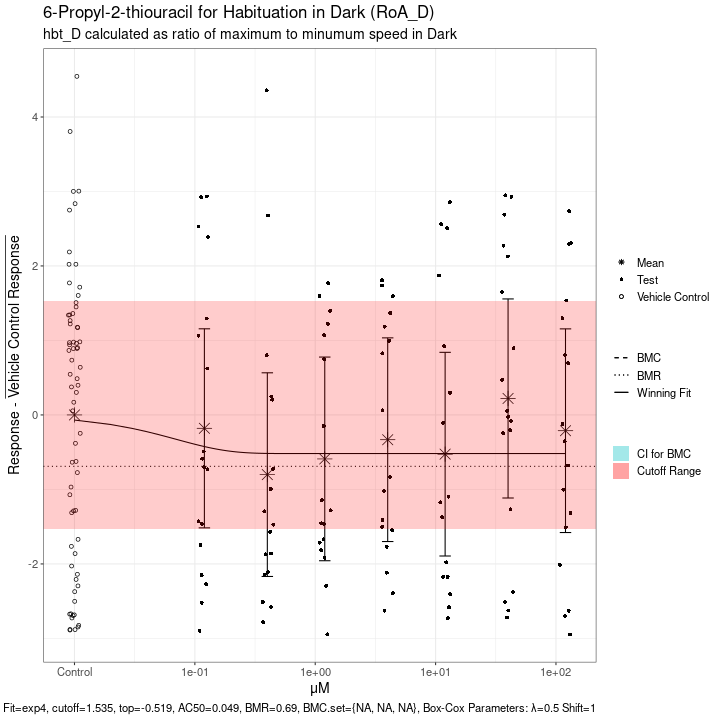 6-Propyl-2-thiouracil for Habituation in Dark (RoA_D)
hbt_D calculated as ratio of maximum to minumum speed in Dark
Response - Vehicle Control Response
4
2
0
-2
Control
1e-01
1e+00
1e+01
1e+02
μM
Mean
Test
Vehicle Control
BMC
BMR
Winning Fit
CI for BMC
Cutoff Range
Fit=exp4, cutoff=1.535, top=-0.519, AC50=0.049, BMR=0.69, BMC.set={NA, NA, NA}, Box-Cox Parameters: λ=0.5 Shift=1